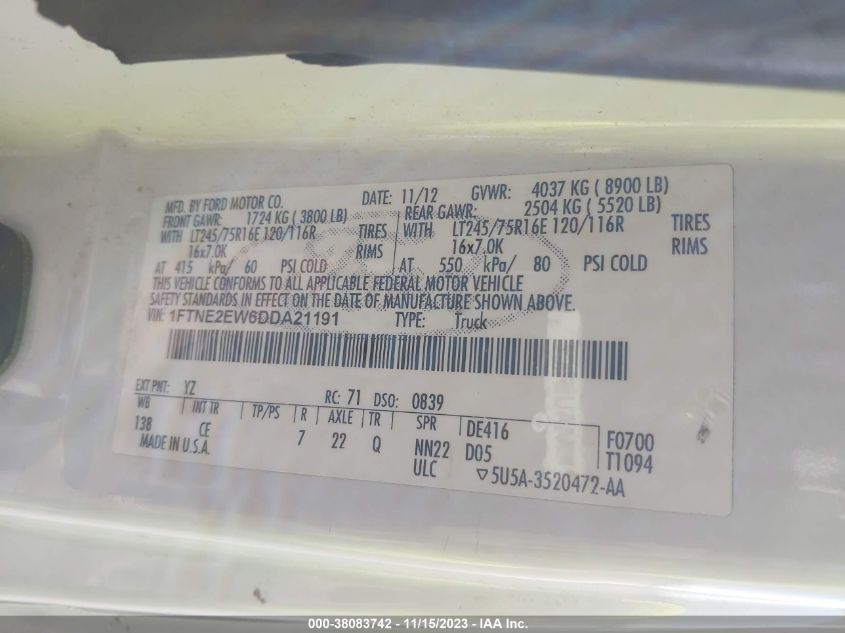 MFD. BY FORD MOTOR CO. DATE: 11/12 GVWR: 4037 KG ( 8900 LB)
FRONT GAWR: 1724 KG ( 3800 LB) REAR GAWR: 2504 KG ( 5520 LB)
WITH LT245/75R16E 120/116R TIRES WITH LT245/75R16E 120/116R TIRES
16x7.0K RIMS 16x7.0K RIMS
AT 415 kPa/ 60 PSI COLD AT 550 kPa/ 80 PSI COLD
THIS VEHICLE CONFORMS TO ALL APPLICABLE FEDERAL MOTOR VEHICLE
SAFETY STANDARDS IN EFFECT ON THE DATE OF MANUFACTURE SHOWN ABOVE.
VIN: 1FTNE2EW6DDA21191 TYPE: Truck
EXT PNT: YZ RC: 71 DSO: 0839
WB INT TR TP/PS R AXLE TR SPR DE416 F0700
138 CE 7 22 Q NN22 D05 T1094
MADE IN U.S.A. ULC ▽5U5A-3520472-AA
000-38083742 - 11/15/2023 - IAA Inc.